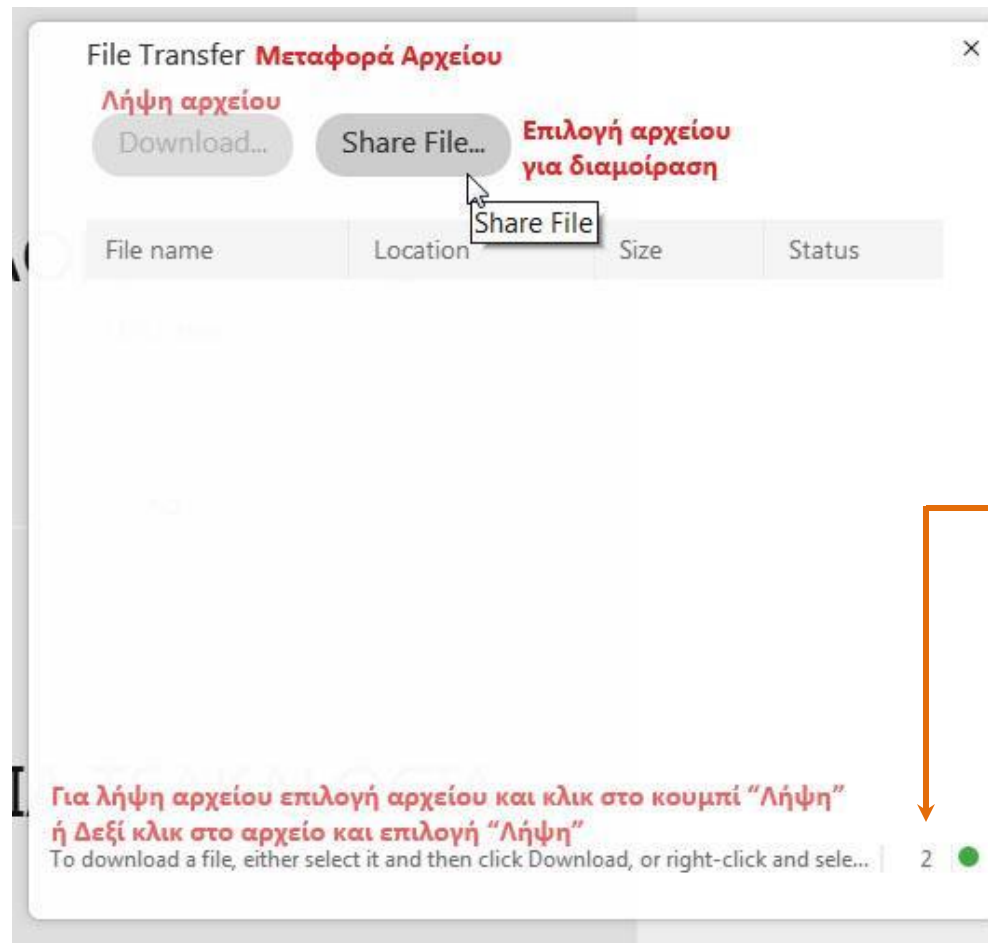 File Transfer Μεταφορά Αρχείου
Λήψη αρχείου
Download...
Share File...
Επιλογή αρχείου
για διαμοίραση
Share File
File name Location Size Status
Για λήψη αρχείου επιλογή αρχείου και κλικ στο κουμπί “Λήψη”
ή Δεξί κλικ στο αρχείο και επιλογή “Λήψη”
To download a file, either select it and then click Download, or right-click and sele... 2